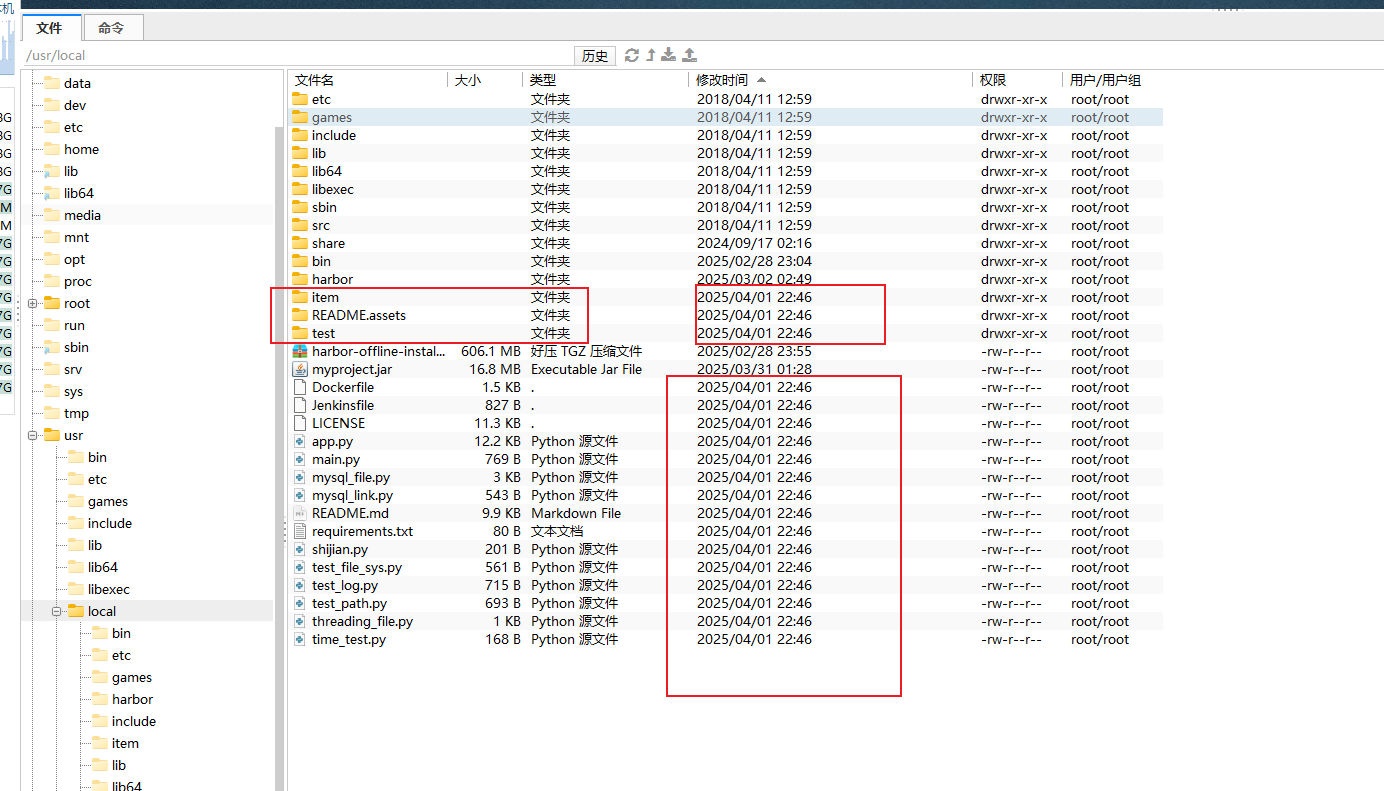 本机
文件 命令
/usr/local 历史
data
dev
etc
home
lib
lib64
media
mnt
opt
proc
root
run
sbin
srv
sys
tmp
usr
bin
etc
games
include
lib
lib64
libexec
local
bin
etc
games
harbor
include
item
lib
lib64
文件名 大小 类型 修改时间 权限 用户/用户组
etc 文件夹 2018/04/11 12:59 drwxr-xr-x root/root
games 文件夹 2018/04/11 12:59 drwxr-xr-x root/root
include 文件夹 2018/04/11 12:59 drwxr-xr-x root/root
lib 文件夹 2018/04/11 12:59 drwxr-xr-x root/root
lib64 文件夹 2018/04/11 12:59 drwxr-xr-x root/root
libexec 文件夹 2018/04/11 12:59 drwxr-xr-x root/root
sbin 文件夹 2018/04/11 12:59 drwxr-xr-x root/root
src 文件夹 2018/04/11 12:59 drwxr-xr-x root/root
share 文件夹 2024/09/17 02:16 drwxr-xr-x root/root
bin 文件夹 2025/02/28 23:04 drwxr-xr-x root/root
harbor 文件夹 2025/03/02 02:49 drwxr-xr-x root/root
item 文件夹 2025/04/01 22:46 drwxr-xr-x root/root
README.assets 文件夹 2025/04/01 22:46 drwxr-xr-x root/root
test 文件夹 2025/04/01 22:46 drwxr-xr-x root/root
harbor-offline-instal... 606.1 MB 好压 TGZ 压缩文件 2025/02/28 23:55 -rw-r--r-- root/root
myproject.jar 16.8 MB Executable Jar File 2025/03/31 01:28 -rw-r--r-- root/root
Dockerfile 1.5 KB . 2025/04/01 22:46 -rw-r--r-- root/root
Jenkinsfile 827 B . 2025/04/01 22:46 -rw-r--r-- root/root
LICENSE 11.3 KB . 2025/04/01 22:46 -rw-r--r-- root/root
app.py 12.2 KB Python 源文件 2025/04/01 22:46 -rw-r--r-- root/root
main.py 769 B Python 源文件 2025/04/01 22:46 -rw-r--r-- root/root
mysql_file.py 3 KB Python 源文件 2025/04/01 22:46 -rw-r--r-- root/root
mysql_link.py 543 B Python 源文件 2025/04/01 22:46 -rw-r--r-- root/root
README.md 9.9 KB Markdown File 2025/04/01 22:46 -rw-r--r-- root/root
requirements.txt 80 B 文本文档 2025/04/01 22:46 -rw-r--r-- root/root
shijian.py 201 B Python 源文件 2025/04/01 22:46 -rw-r--r-- root/root
test_file_sys.py 561 B Python 源文件 2025/04/01 22:46 -rw-r--r-- root/root
test_log.py 715 B Python 源文件 2025/04/01 22:46 -rw-r--r-- root/root
test_path.py 693 B Python 源文件 2025/04/01 22:46 -rw-r--r-- root/root
threading_file.py 1 KB Python 源文件 2025/04/01 22:46 -rw-r--r-- root/root
time_test.py 168 B Python 源文件 2025/04/01 22:46 -rw-r--r-- root/root